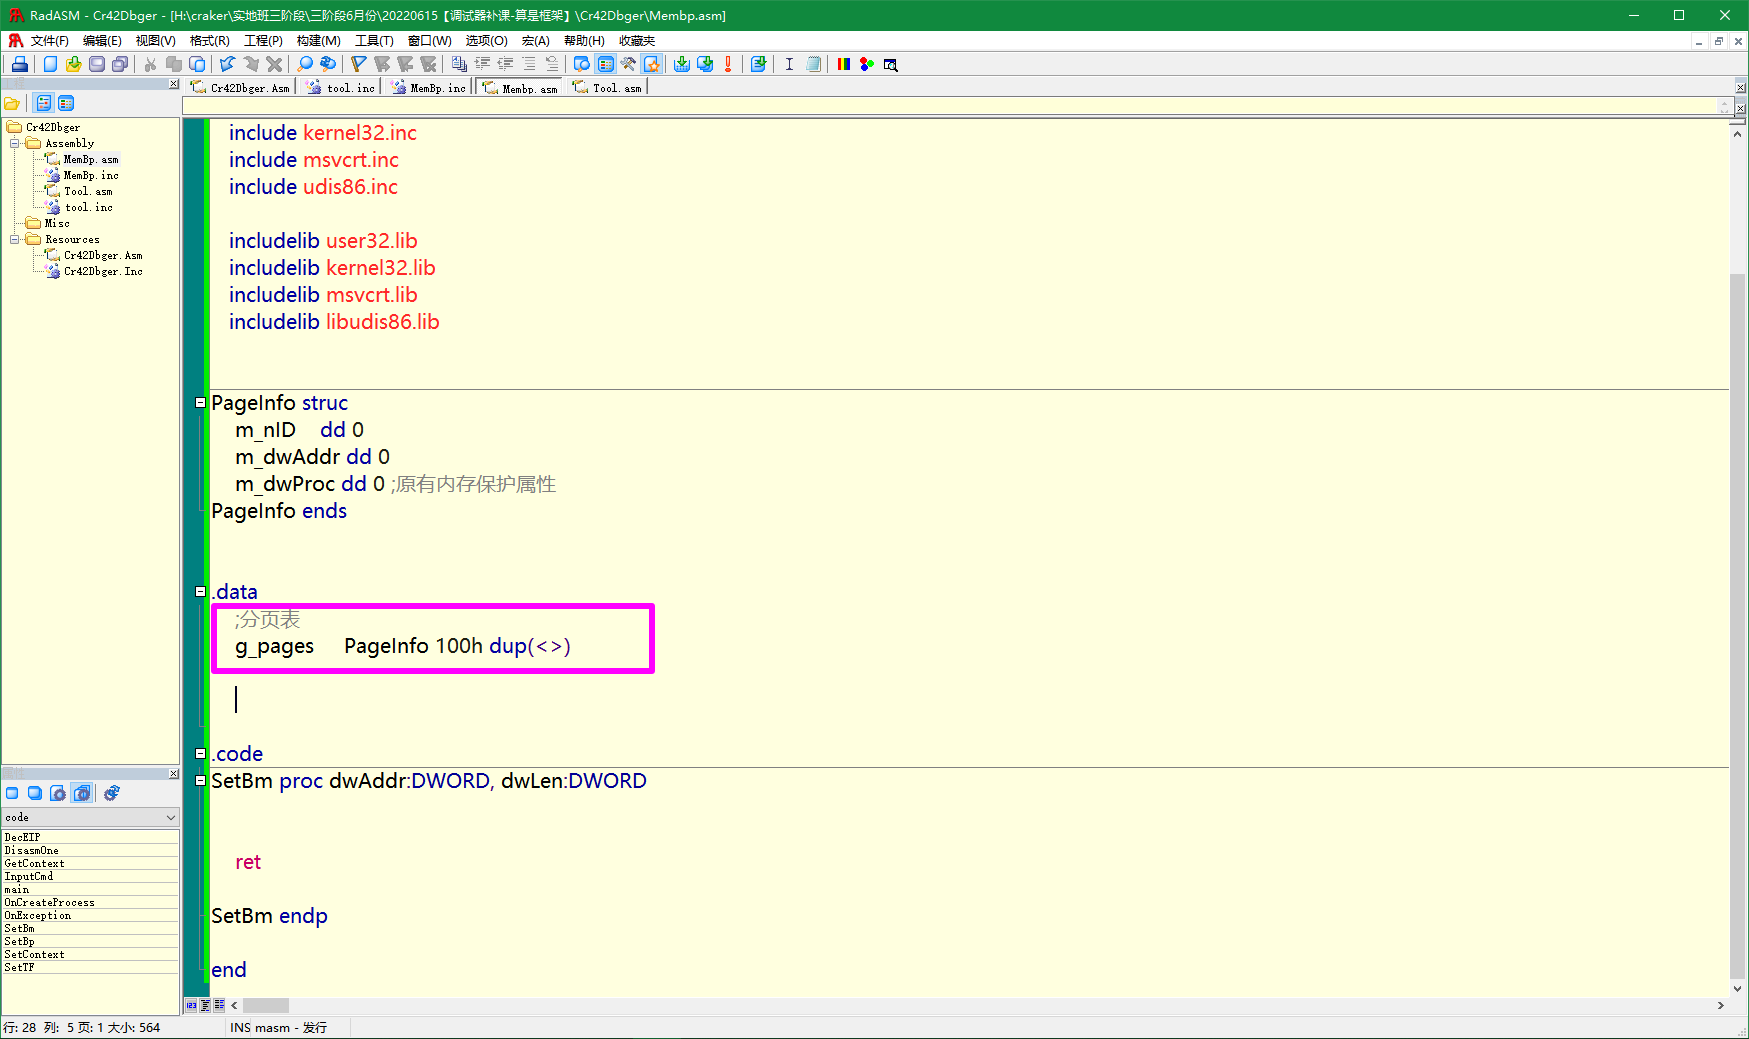 RadASM - Cr42Dbger - [H:\craker\实地班三阶段\三阶段6月份\20220615【调试器补课-算是框架】\Cr42Dbger\Membp.asm]
文件(F) 编辑(E) 视图(V) 格式(R) 工程(P) 构建(M) 工具(T) 窗口(W) 选项(O) 宏(A) 帮助(H) 收藏夹
Cr42Dbger.Asm tool.inc MemBp.inc Membp.asm Tool.asm
Cr42Dbger
Assembly
MemBp.asm
MemBp.inc
Tool.asm
tool.inc
Misc
Resources
Cr42Dbger.Asm
Cr42Dbger.Inc
code
DecEIP
DisasmOne
GetContext
InputCmd
main
OnCreateProcess
OnException
SetBm
SetBp
SetContext
SetTF
include kernel32.inc
include msvcrt.inc
include udis86.inc
includelib user32.lib
includelib kernel32.lib
includelib msvcrt.lib
includelib libudis86.lib
PageInfo struc
m_nID dd 0
m_dwAddr dd 0
m_dwProc dd 0 ;原有内存保护属性
PageInfo ends
.data
;分页表
g_pages PageInfo 100h dup(<>)
.code
SetBm proc dwAddr:DWORD, dwLen:DWORD
ret
SetBm endp
end
行: 28 列: 5 页: 1 大小: 564 INS masm - 发行